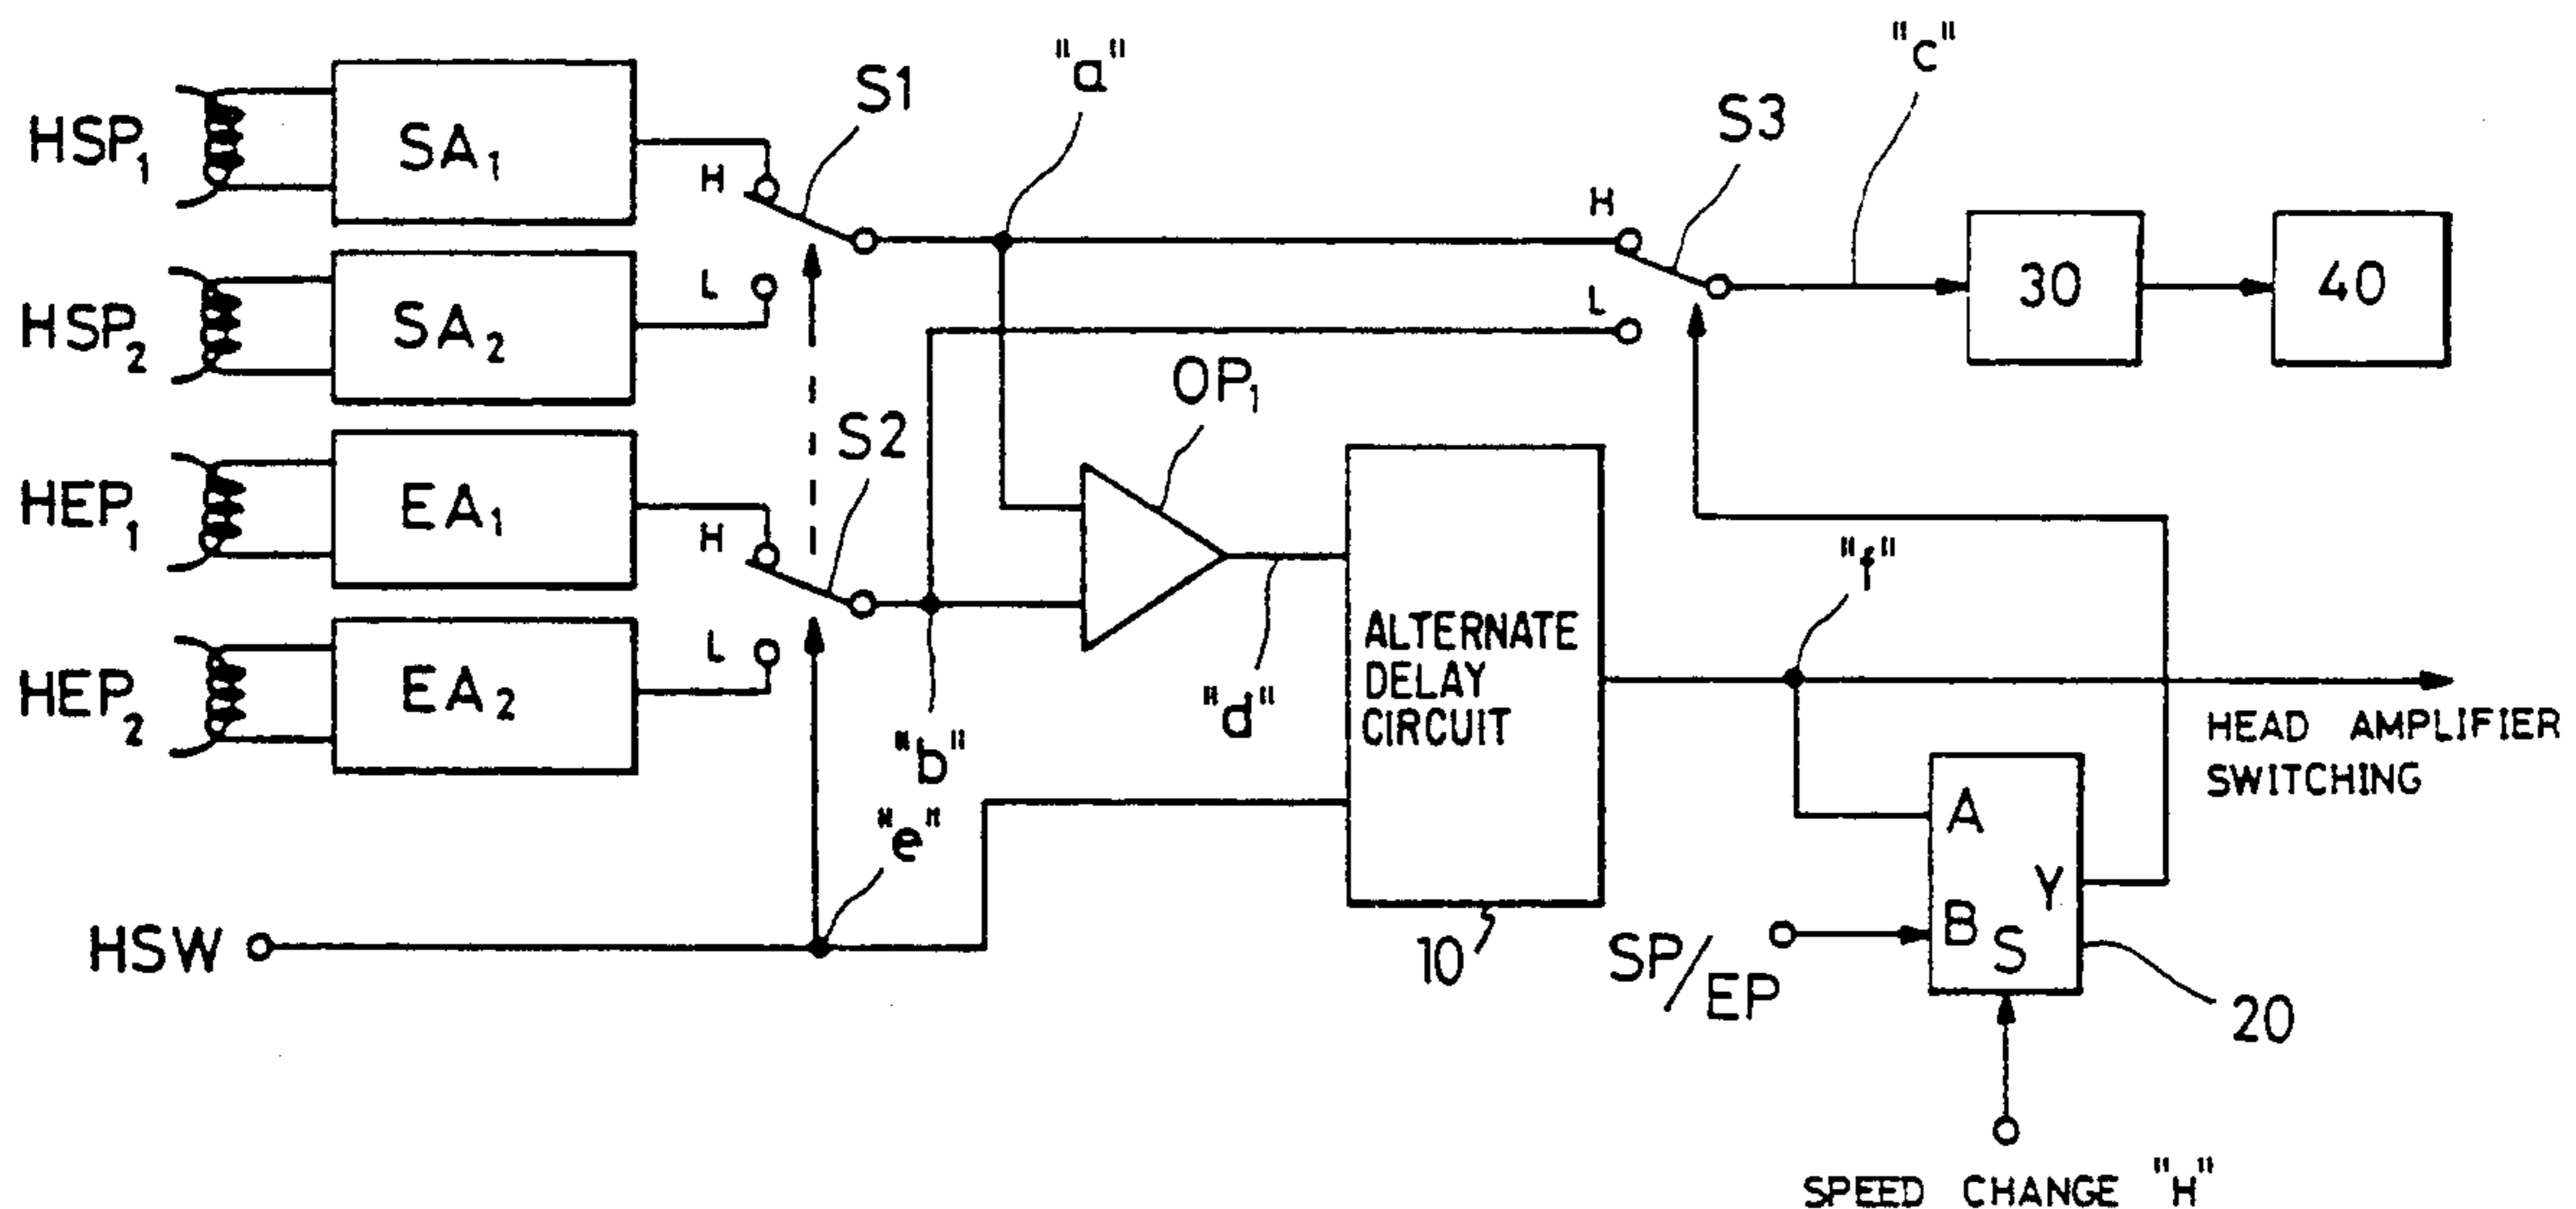 "a"
"c"
S1
S3
HSP1
SA1
H
H
30
40
L
L
HSP2
SA2
OP1
S2
HEP1
EA1
H
"f"
ALTERNATE
DELAY
CIRCUIT
L
HEP2
EA2
"d"
"b"
HEAD AMPLIFIER
SWITCHING
"e"
A
Y
HSW
10
SP/EP
B
S
20
SPEED CHANGE "H"